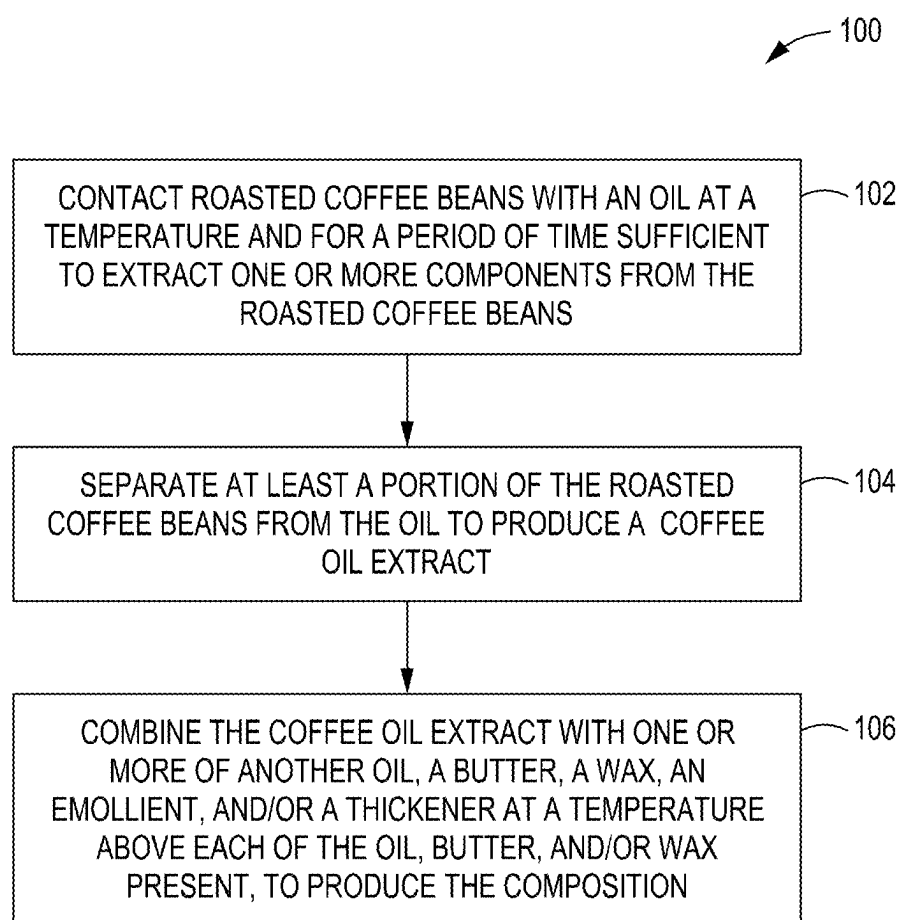 100
CONTACT ROASTED COFFEE BEANS WITH AN OIL AT A
TEMPERATURE AND FOR A PERIOD OF TIME SUFFICIENT
TO EXTRACT ONE OR MORE COMPONENTS FROM THE
ROASTED COFFEE BEANS
102
SEPARATE AT LEAST A PORTION OF THE ROASTED
COFFEE BEANS FROM THE OIL TO PRODUCE A COFFEE
OIL EXTRACT
104
COMBINE THE COFFEE OIL EXTRACT WITH ONE OR
MORE OF ANOTHER OIL, A BUTTER, A WAX, AN
EMOLLIENT, AND/OR A THICKENER AT A TEMPERATURE
ABOVE EACH OF THE OIL, BUTTER, AND/OR WAX
PRESENT, TO PRODUCE THE COMPOSITION
106